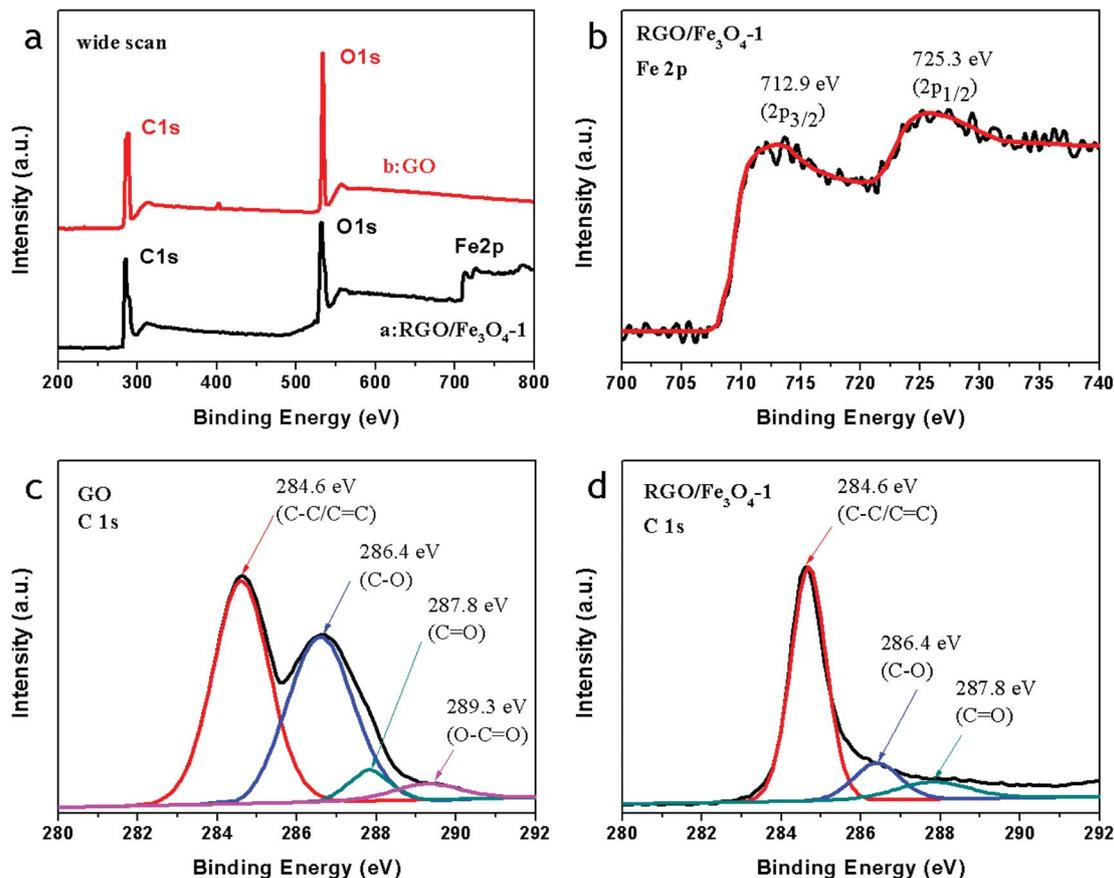 a
wide scan
C1s
O1s
b:GO
C1s
O1s
Fe2p
a:RGO/Fe₃O₄-1
Intensity (a.u.)
200 300 400 500 600 700 800
Binding Energy (eV)
b
RGO/Fe₃O₄-1
Fe 2p
712.9 eV
(2p₃/₂)
725.3 eV
(2p₁/₂)
Intensity (a.u.)
700 705 710 715 720 725 730 735 740
Binding Energy (eV)
c
GO
C 1s
284.6 eV
(C-C/C=C)
286.4 eV
(C-O)
287.8 eV
(C=O)
289.3 eV
(O-C=O)
Intensity (a.u.)
280 282 284 286 288 290 292
Binding Energy (eV)
d
RGO/Fe₃O₄-1
C 1s
284.6 eV
(C-C/C=C)
286.4 eV
(C-O)
287.8 eV
(C=O)
Intensity (a.u.)
280 282 284 286 288 290 292
Binding Energy (eV)